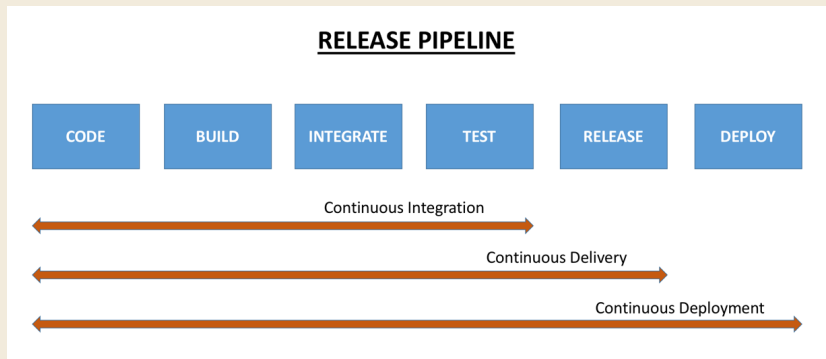 RELEASE PIPELINE
CODE
BUILD
INTEGRATE
TEST
RELEASE
DEPLOY
Continuous Integration
Continuous Delivery
Continuous Deployment